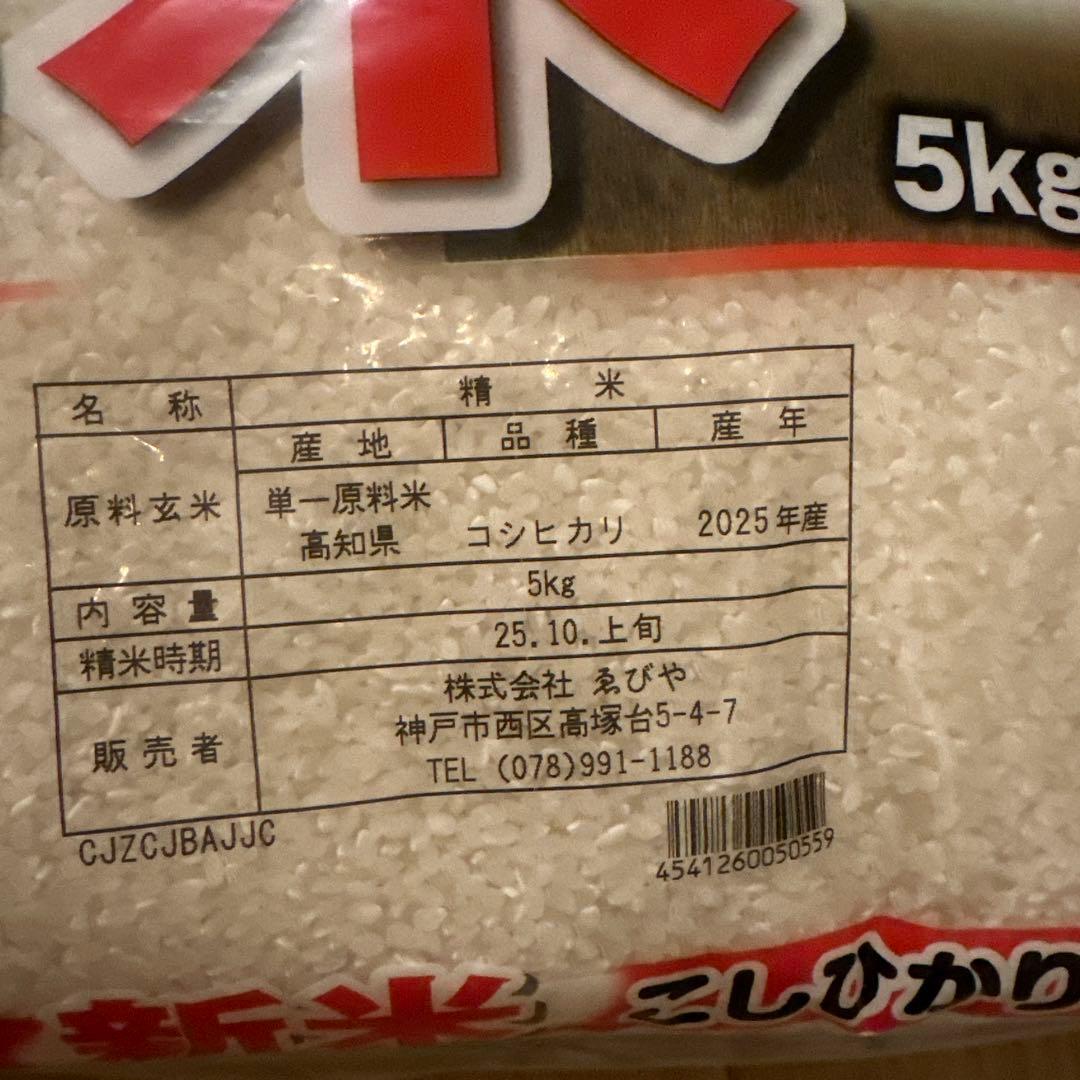 米
5kg
名称 精米
産地 品種 産年
原料玄米 単一原料米
高知県 コシヒカリ 2025年産
内容量 5kg
精米時期 25.10.上旬
販売者 株式会社 ゑびや
神戸市西区高塚台5-4-7
TEL (078)991-1188
CJZCJBAJJC
4541260050559
新米 こしひかり